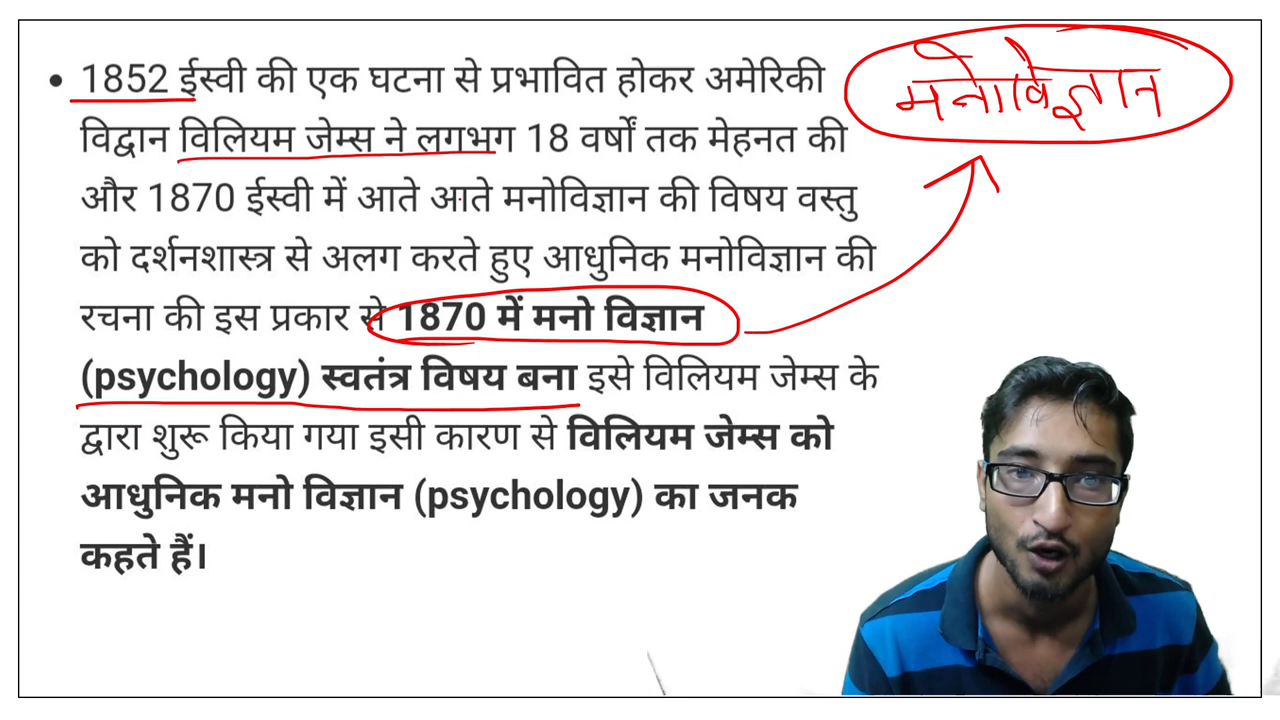 • 1852 ईस्वी की एक घटना से प्रभावित होकर अमेरिकी
विद्वान विलियम जेम्स ने लगभग 18 वर्षों तक मेहनत की
और 1870 ईस्वी में आते आते मनोविज्ञान की विषय वस्तु
को दर्शनशास्त्र से अलग करते हुए आधुनिक मनोविज्ञान की
रचना की इस प्रकार से 1870 में मनो विज्ञान
(psychology) स्वतंत्र विषय बना इसे विलियम जेम्स के
द्वारा शुरू किया गया इसी कारण से विलियम जेम्स को
आधुनिक मनो विज्ञान (psychology) का जनक
कहते हैं।
मनोविज्ञान